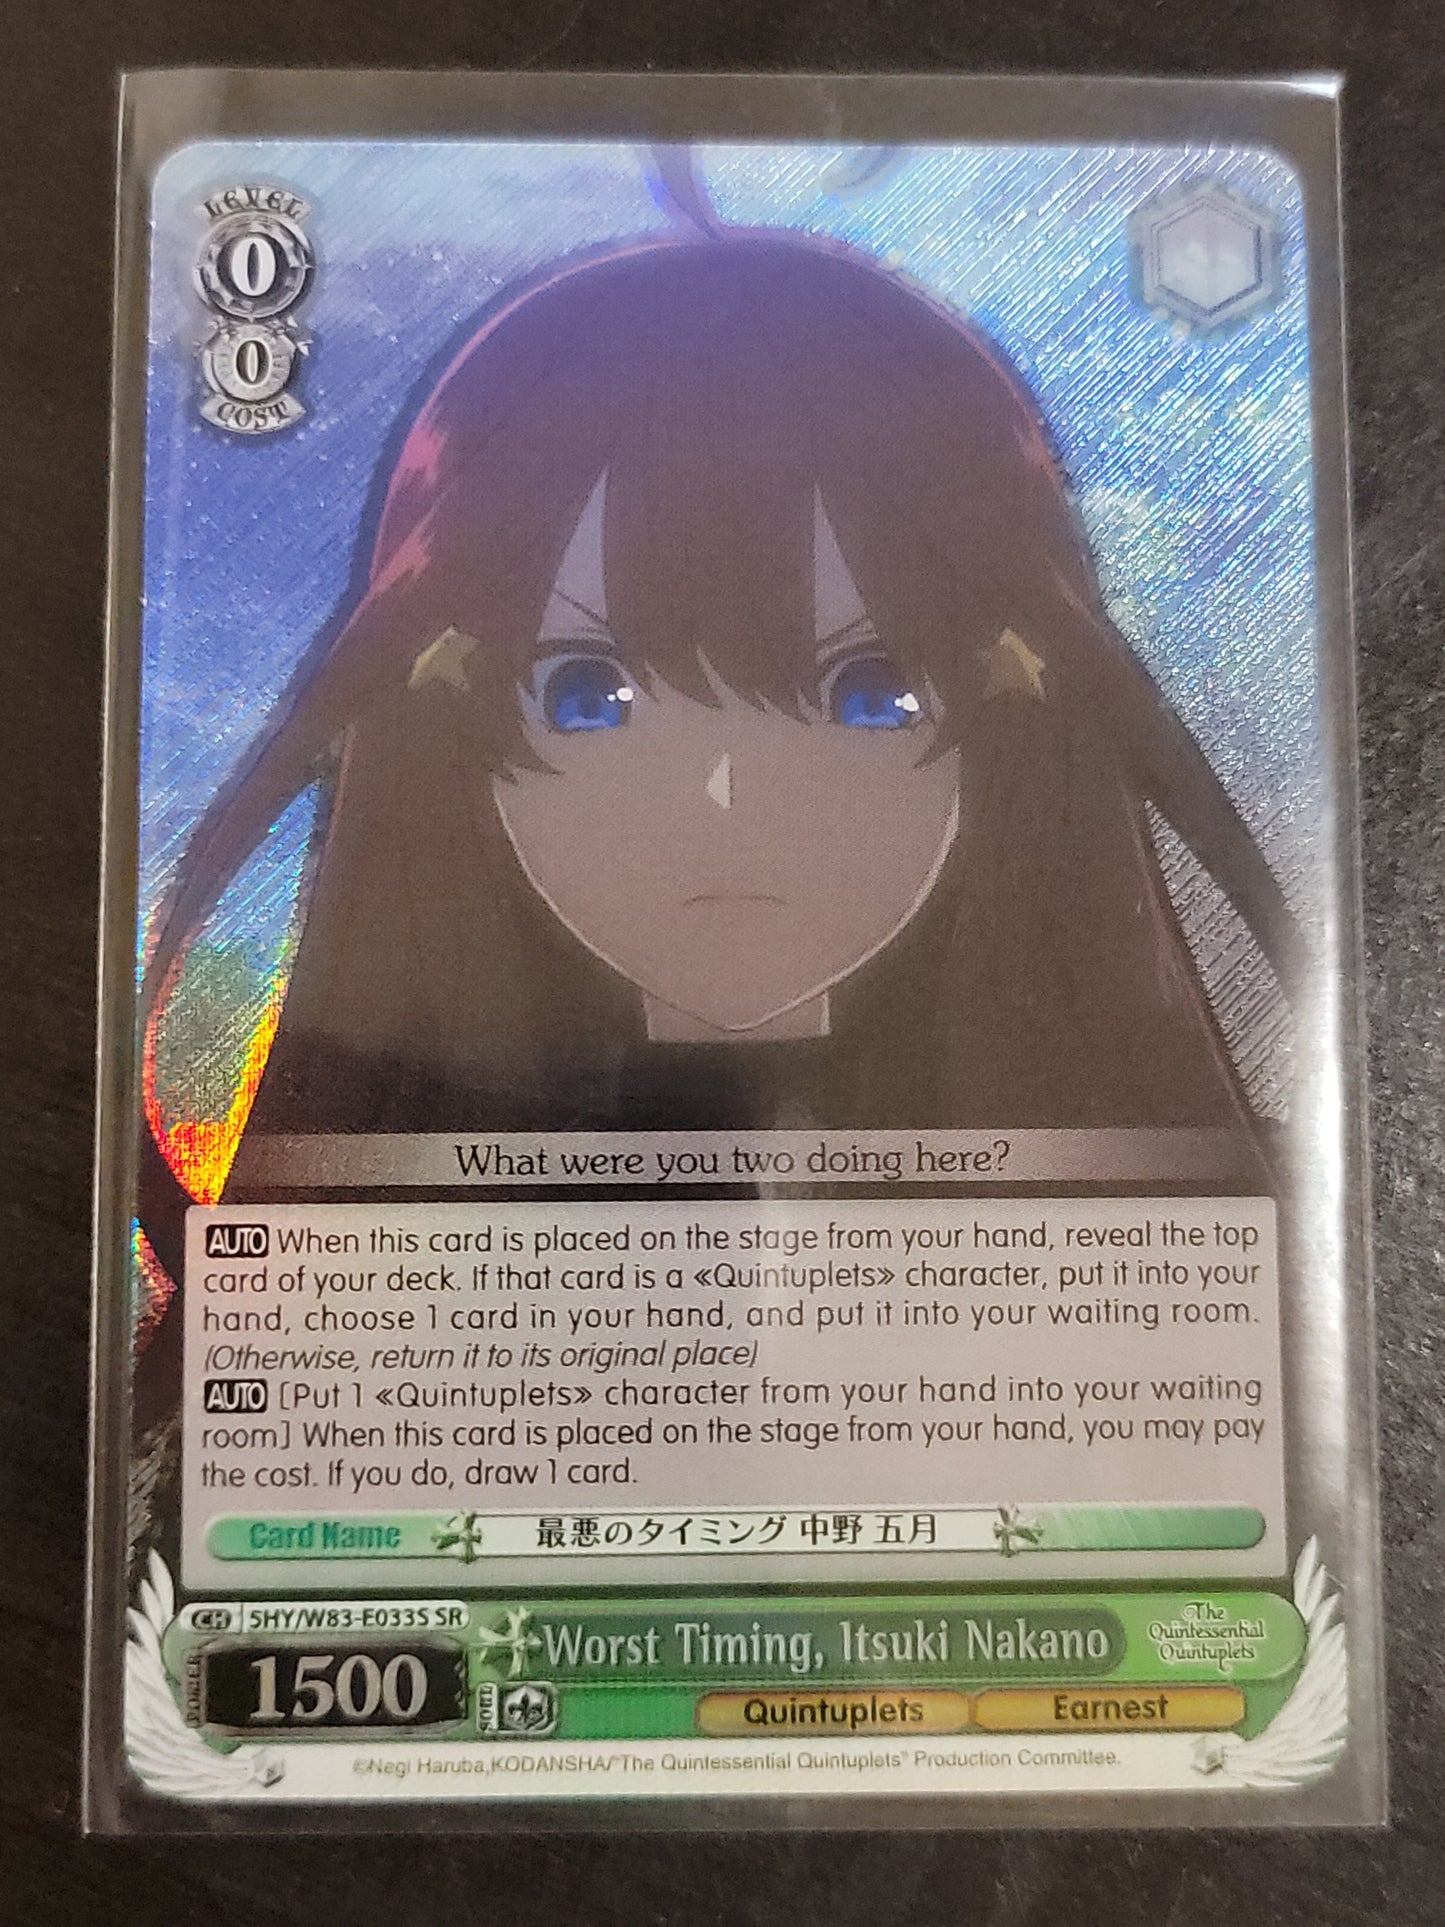 LEVEL
0
0
COST
What were you two doing here?
AUTO When this card is placed on the stage from your hand, reveal the top
card of your deck. If that card is a «Quintuplets» character, put it into your
hand, choose 1 card in your hand, and put it into your waiting room.
(Otherwise, return it to its original place)
AUTO [Put 1 «Quintuplets» character from your hand into your waiting
room] When this card is placed on the stage from your hand, you may pay
the cost. If you do, draw 1 card.
Card Name 最悪のタイミング 中野 五月
CH 5HY/W83-E033S SR
Worst Timing, Itsuki Nakano
The
Quintessential
Quintuplets
POWER 1500 SOUL
Quintuplets Earnest
©Negi Haruba,KODANSHA/"The Quintessential Quintuplets" Production Committee.